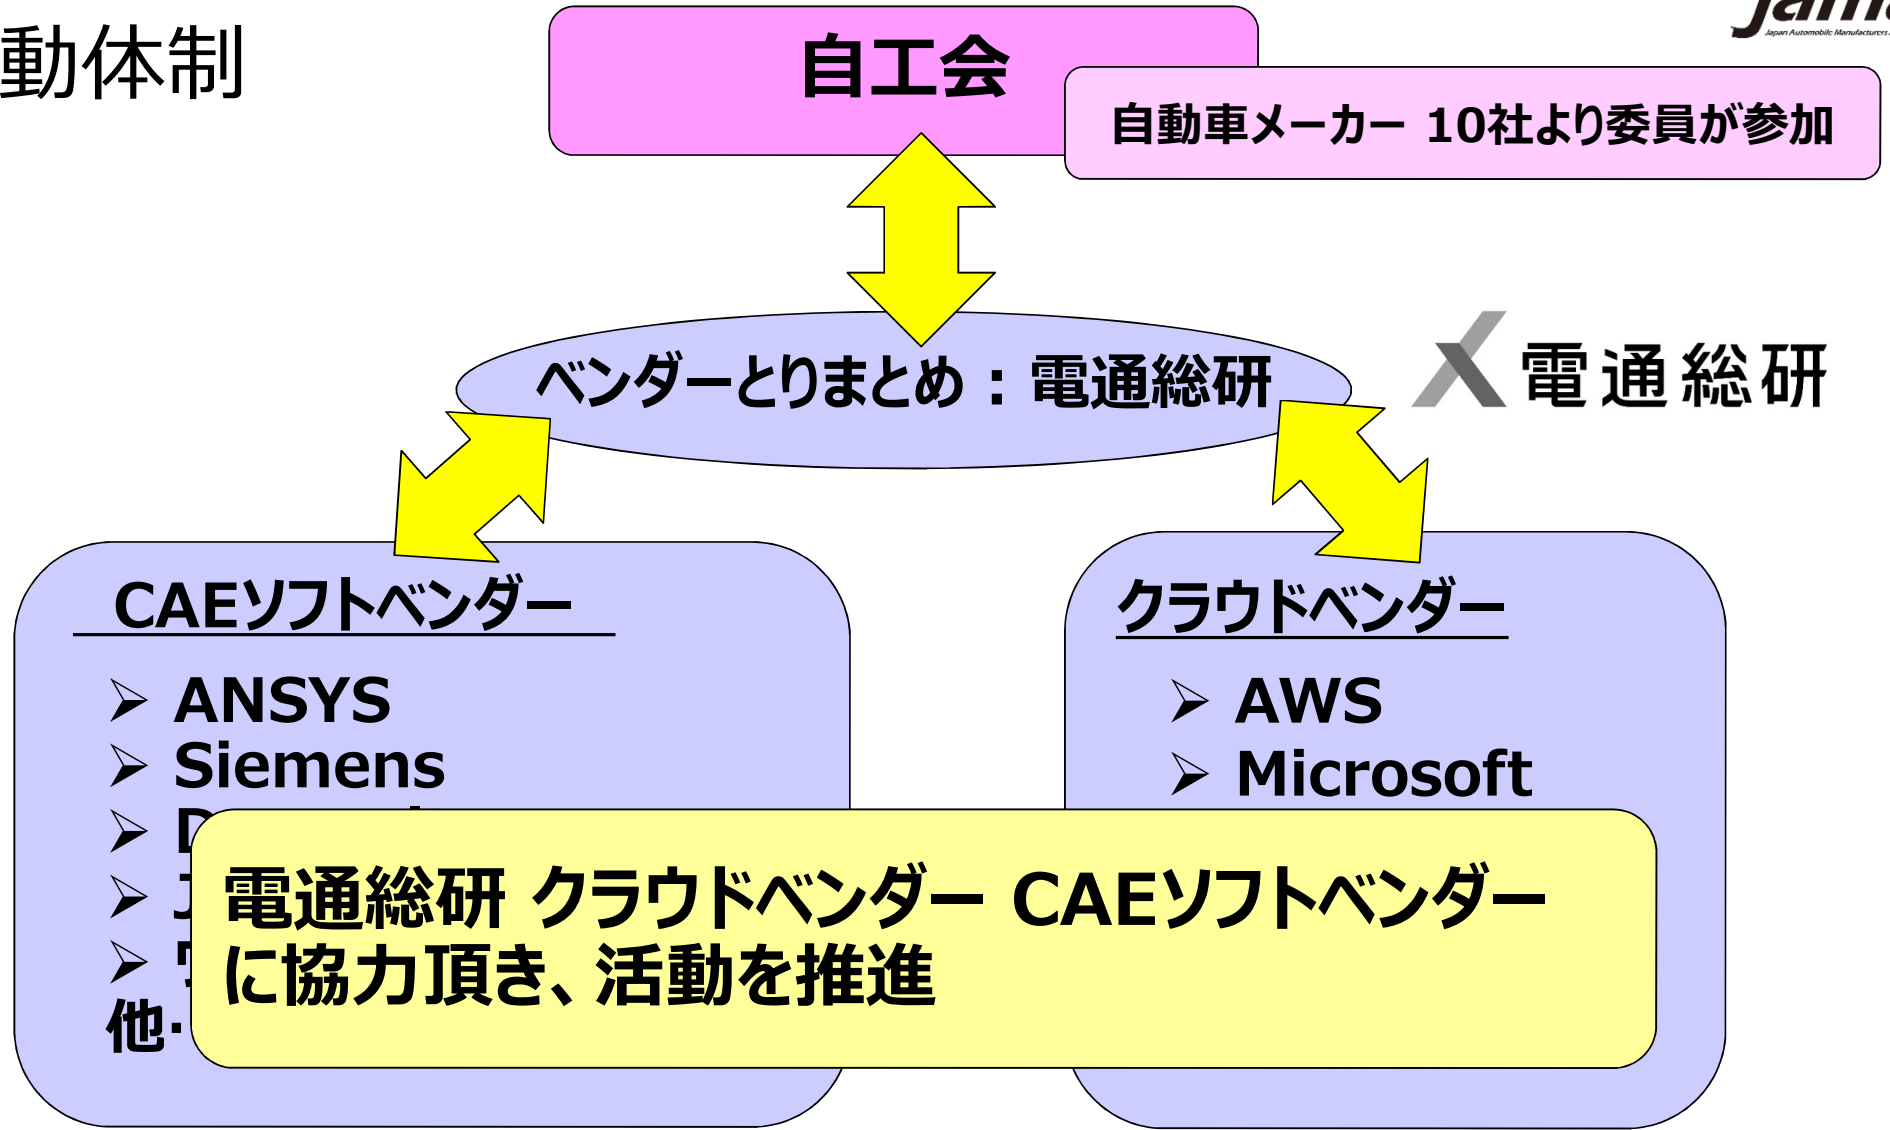 動体制
自工会
Japan Automobile Manufacturers
自動車メーカー 10社より委員が参加
ベンダーとりまとめ：電通総研
電通総研
CAEソフトベンダー
ANSYS
Siemens
他･
クラウドベンダー
AWS
Microsoft
電通総研 クラウドベンダー CAEソフトベンダー
に協力頂き、活動を推進